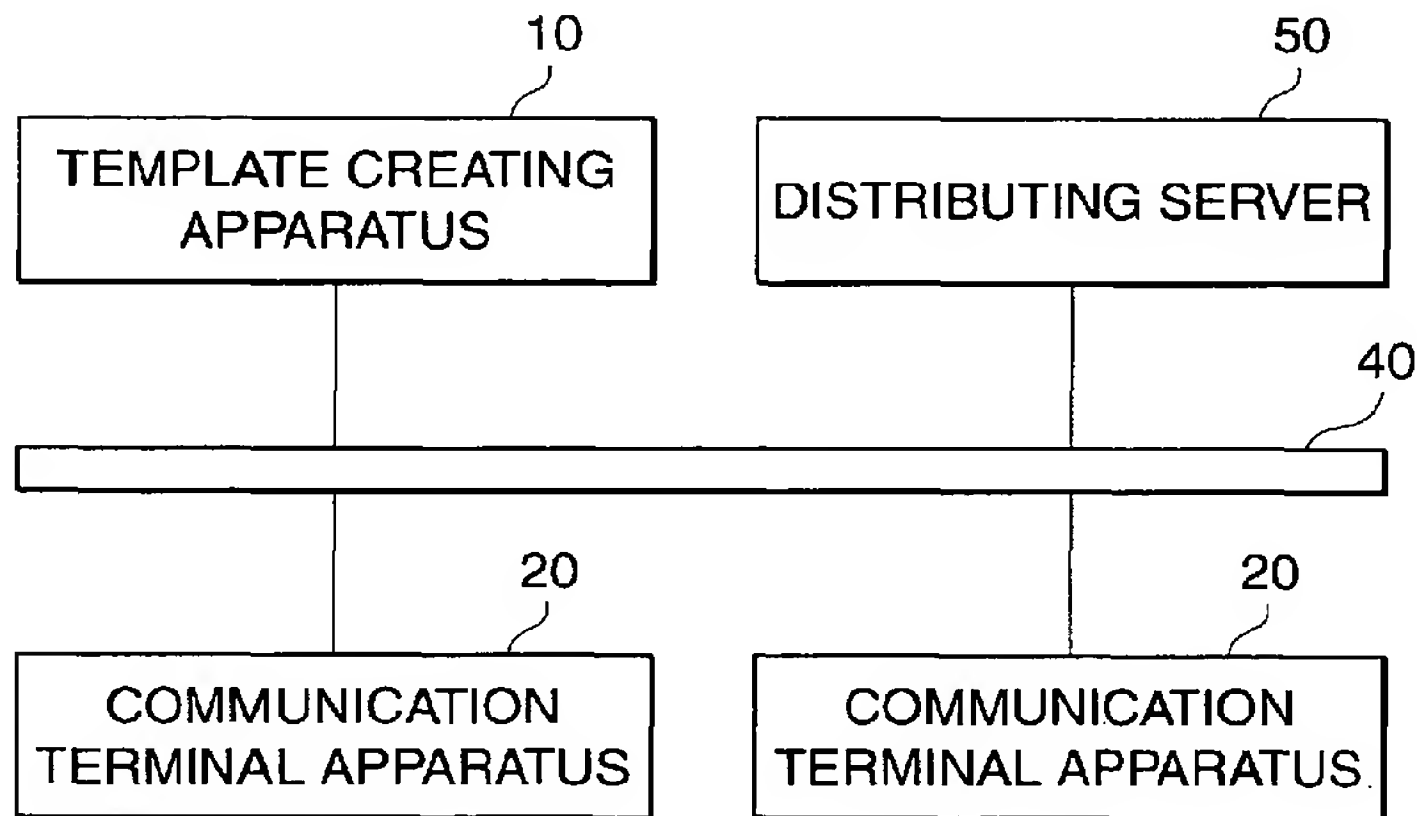 10
50
TEMPLATE CREATING
APPARATUS
DISTRIBUTING SERVER
40
20
20
COMMUNICATION
TERMINAL APPARATUS
COMMUNICATION
TERMINAL APPARATUS